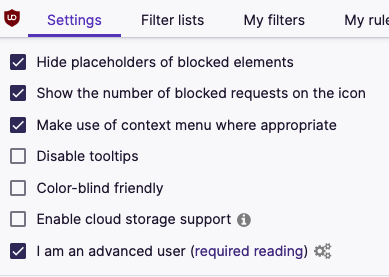 Settings Filter lists My filters My rule
Hide placeholders of blocked elements
Show the number of blocked requests on the icon
Make use of context menu where appropriate
Disable tooltips
Color-blind friendly
Enable cloud storage support
I am an advanced user (required reading)